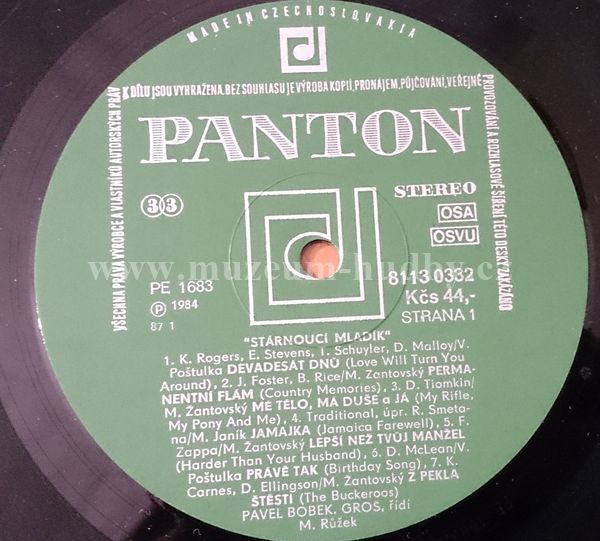 MADE IN CZECHOSLOVAKIA
VŠECHNA PRÁVA VÝROBCE A VLASTNÍKŮ AUTORSKÝCH PRÁV
K DÍLU JSOU VYHRAŽENA. BEZ SOUHLASU JE VÝROBA KOPIÍ, PRONÁJEM, PŮJČOVÁNÍ, VEŘEJNÉ
PROVOZOVÁNÍ A ROZHLASOVÉ ŠÍŘENÍ TÉTO DESKY ZAKÁZÁNO
PANTON
33
STEREO
OSA
OSVU
www.muzeum-hudby.c
PE 1683
8113 0332
Ⓟ 1984
Kčs 44,-
87 1
STRANA 1
"STÁRNOUCÍ MLADÍK"
1. K. Rogers, E. Stevens, I. Schuyler, D. Malloy/V.
Poštulka DEVADESÁT DNŮ (Love Will Turn You
Around), 2. J. Foster, B. Rice/M. Žantovský PERMA-
NENTNÍ FLÁM (Country Memories) 3. D. Tiomkin/
M. Žantovský MÉ TĚLO, MA DUŠE a JÁ (My Rifle,
My Pony And Me) 4. Traditional, úpr. R. Smeta-
na/M. Janík JAMAJKA (Jamaica Farewell) 5. F.
Zappa/M. Žantovský LEPŠÍ NEŽ TVŮJ MANŽEL
(Harder Than Your Husband) 6. D. McLean/V.
Poštulka PRÁVĚ TAK (Birthday Song) 7. K.
Carnes, D. Ellingson/M. Žantovský Z PEKLA
ŠTĚSTÍ (The Buckeroos)
PAVEL BOBEK. GROS, řídí
M. Růžek